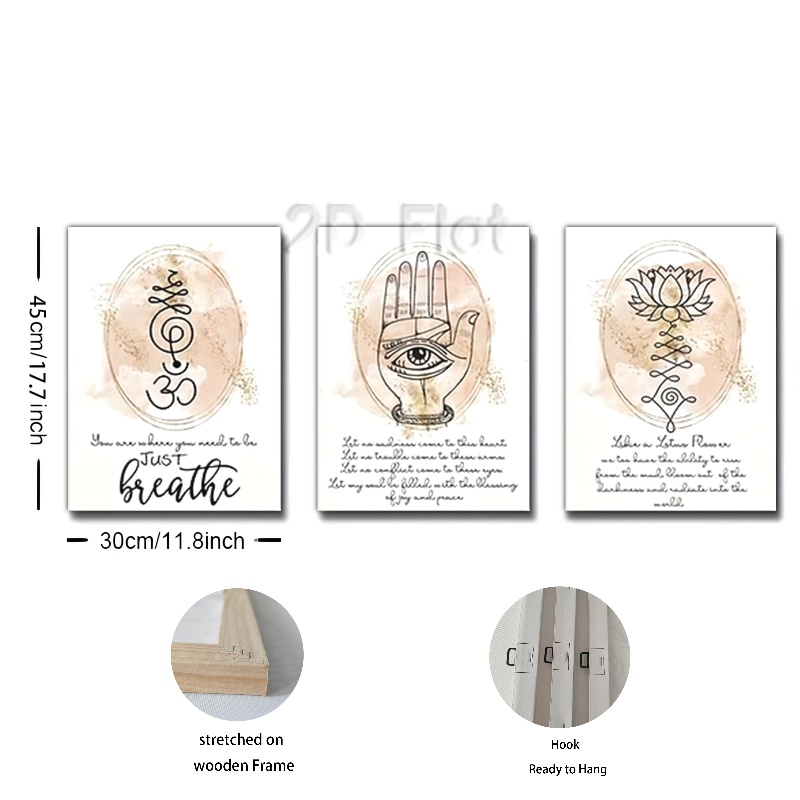 2D Flat
45cm/17.7inch
You are where you need to be
JUST
breathe
Let no sadness come to this heart
Let no trouble come to these arms
Let no conflict come to these eyes
Let my soul be filled with the blessing
of joy and peace
Like a Lotus Flower
we too have the ability to rise
from the mud, bloom out of the
darkness and radiate into the
world.
30cm/11.8inch
stretched on
wooden Frame
Hook
Ready to Hang